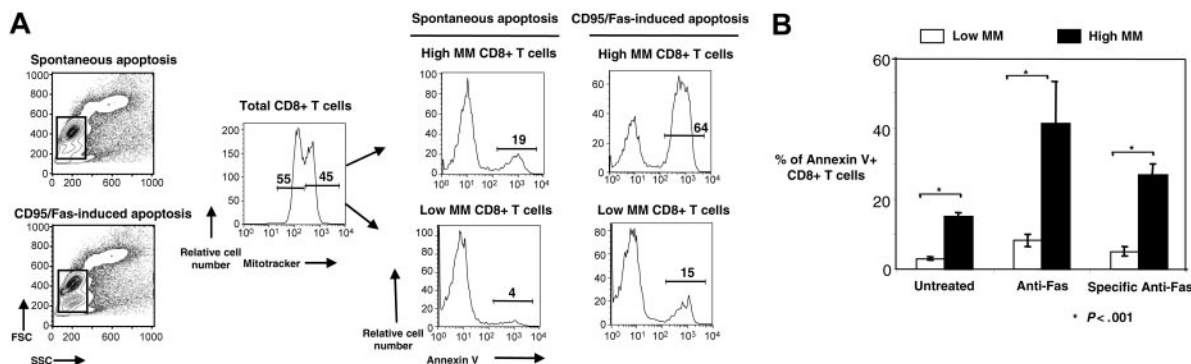 A
Spontaneous apoptosis
1000
800
600
400
200
0
0 200 600 1000
CD95/Fas-induced apoptosis
1000
800
600
400
200
0
0 200 600 1000
FSC
SSC
Total CD8+ T cells
200
150
100
50
0
55 45
10⁰ 10¹ 10² 10³ 10⁴
Relative cell number
Mitotracker
Spontaneous apoptosis
High MM CD8+ T cells
100
80
60
40
20
0
19
10⁰ 10¹ 10² 10³ 10⁴
Low MM CD8+ T cells
100
80
60
40
20
0
4
10⁰ 10¹ 10² 10³ 10⁴
Relative cell number
Annexin V
CD95/Fas-induced apoptosis
High MM CD8+ T cells
60
40
20
0
64
10⁰ 10¹ 10² 10³ 10⁴
Low MM CD8+ T cells
80
60
40
20
0
15
10⁰ 10¹ 10² 10³ 10⁴
B
Low MM High MM
% of Annexin V+
CD8+ T cells
60
40
20
0
*
*
*
Untreated Anti-Fas Specific Anti-Fas
* P< .001